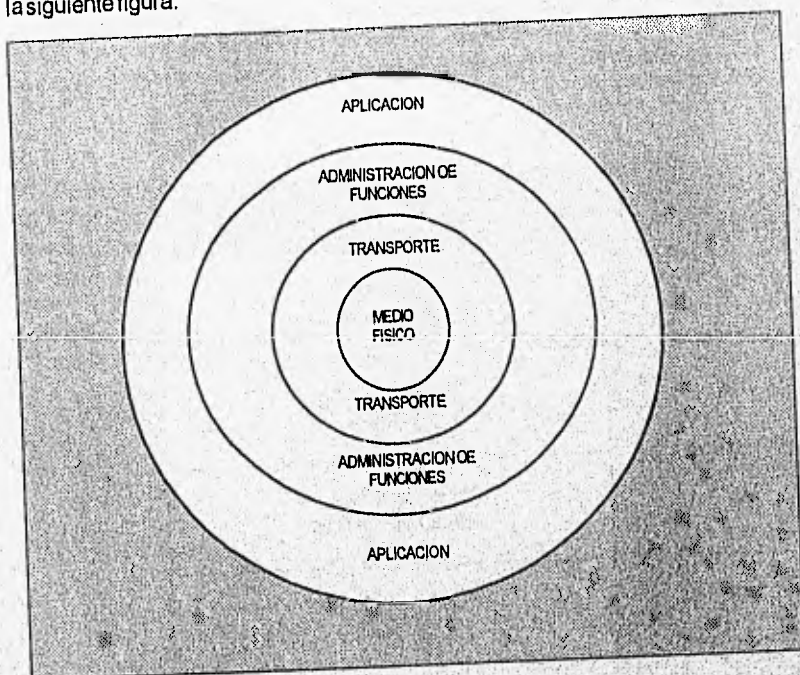 la siguiente figura.
APLICACION
ADMINISTRACION DE
FUNCIONES
TRANSPORTE
MEDIO
FISICO
TRANSPORTE
ADMINISTRACION DE
FUNCIONES
APLICACION